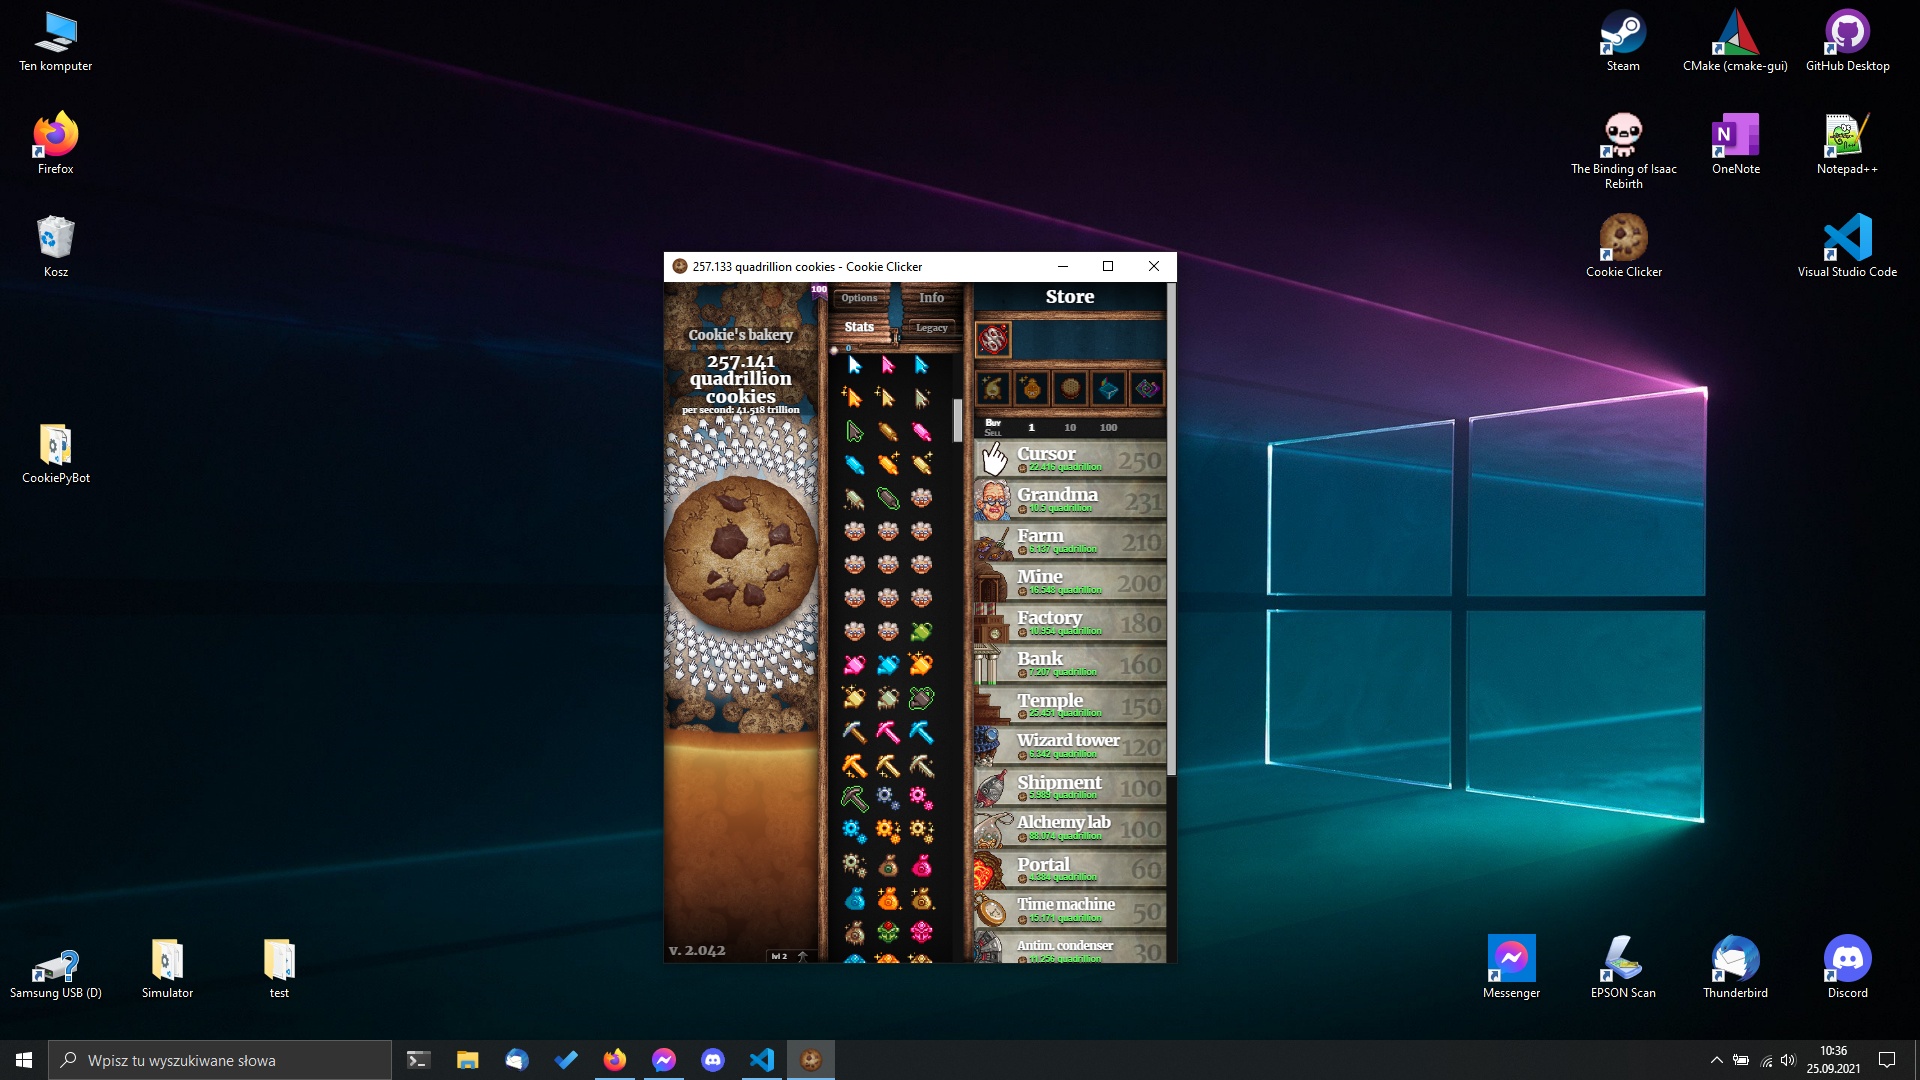 Ten komputer
Firefox
Kosz
CookiePyBot
Samsung USB (D)
Simulator
test
Steam
CMake (cmake-gui)
GitHub Desktop
The Binding of Isaac
Rebirth
OneNote
Notepad++
Cookie Clicker
Visual Studio Code
257.133 quadrillion cookies - Cookie Clicker
100
Cookie's bakery
257.141
quadrillion
cookies
per second: 41.518 trillion
v. 2.042
lvl 2
Options
Info
Stats
Legacy
0
Store
Buy
Sell
1
10
100
Cursor
22.416 quadrillion
250
Grandma
10.5 quadrillion
231
Farm
6.137 quadrillion
210
Mine
16.548 quadrillion
200
Factory
10.954 quadrillion
180
Bank
7.207 quadrillion
160
Temple
25.451 quadrillion
150
Wizard tower
6.342 quadrillion
120
Shipment
5.989 quadrillion
100
Alchemy lab
88.074 quadrillion
100
Portal
4.384 quadrillion
60
Time machine
15.171 quadrillion
50
Antim. condenser
11.256 quadrillion
30
Messenger
EPSON Scan
Thunderbird
Discord
Wpisz tu wyszukiwane słowa
10:36
25.09.2021